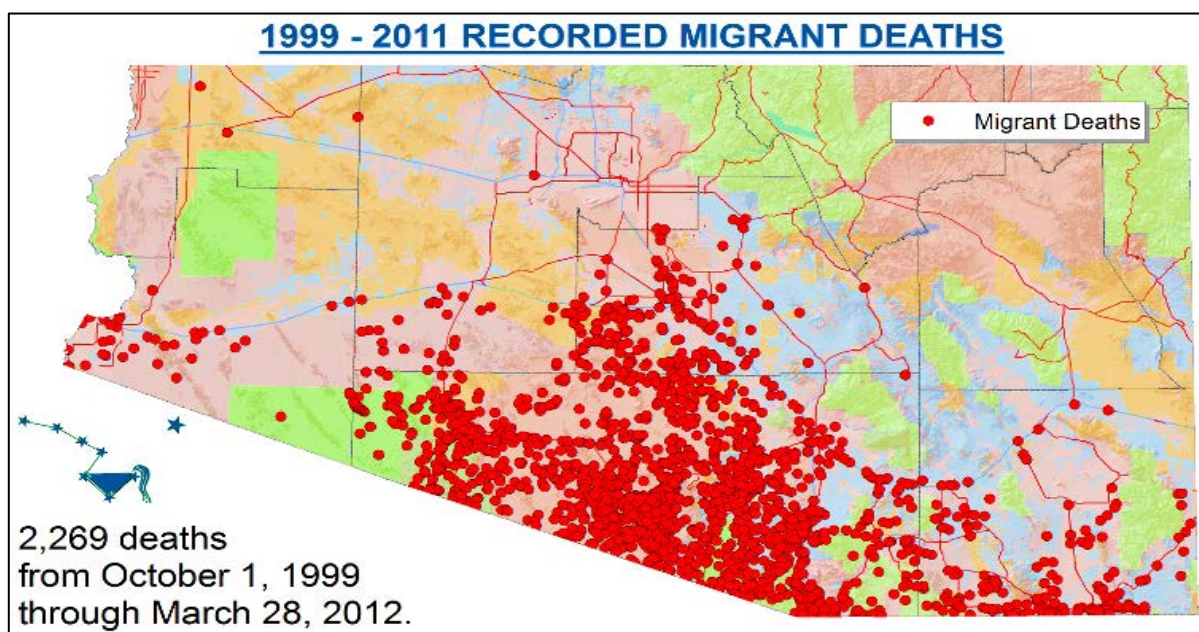 1999 - 2011 RECORDED MIGRANT DEATHS
Migrant Deaths
2,269 deaths
from October 1, 1999
through March 28, 2012.